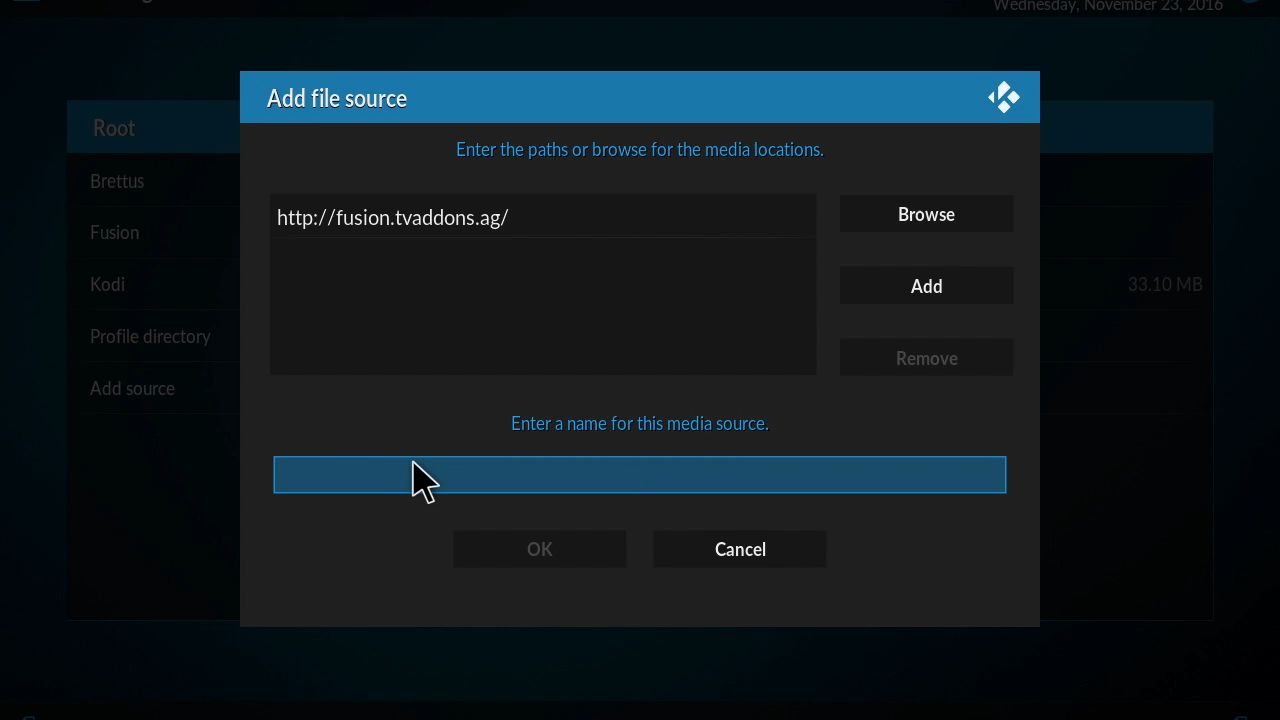 Wednesday, November 23, 2016
Add file source
Root
Enter the paths or browse for the media locations.
Brettus
http://fusion.tvaddons.ag/
Browse
Fusion
Kodi
Add
33.10 MB
Profile directory
Remove
Add source
Enter a name for this media source.
OK
Cancel